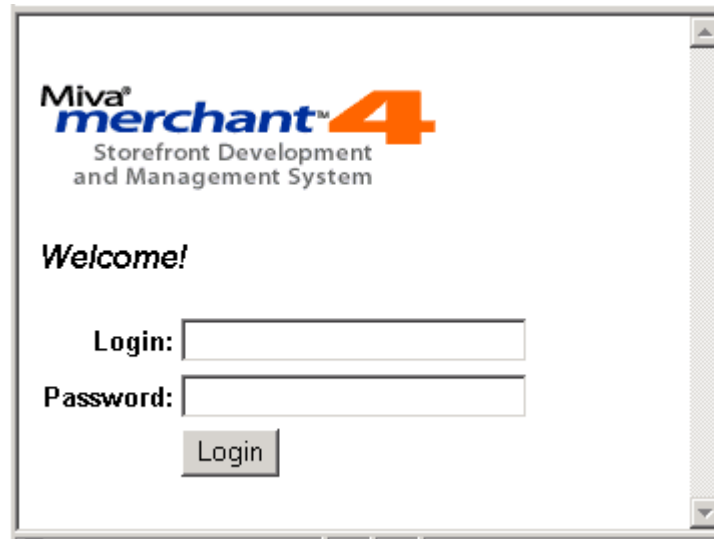 Miva®
merchant™ 4
Storefront Development
and Management System
Welcome!
Login:
Password:
Login